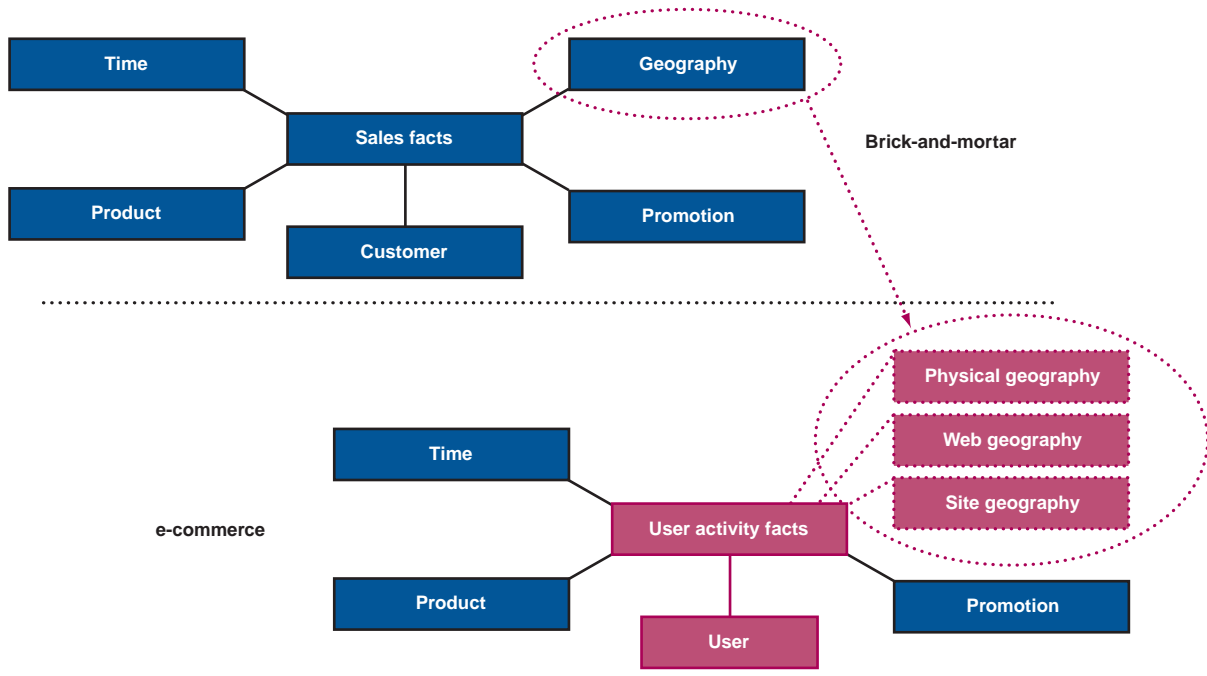 Time
Geography
Sales facts
Brick-and-mortar
Product
Promotion
Customer
Physical geography
Web geography
Time
Site geography
User activity facts
e-commerce
Product
Promotion
User